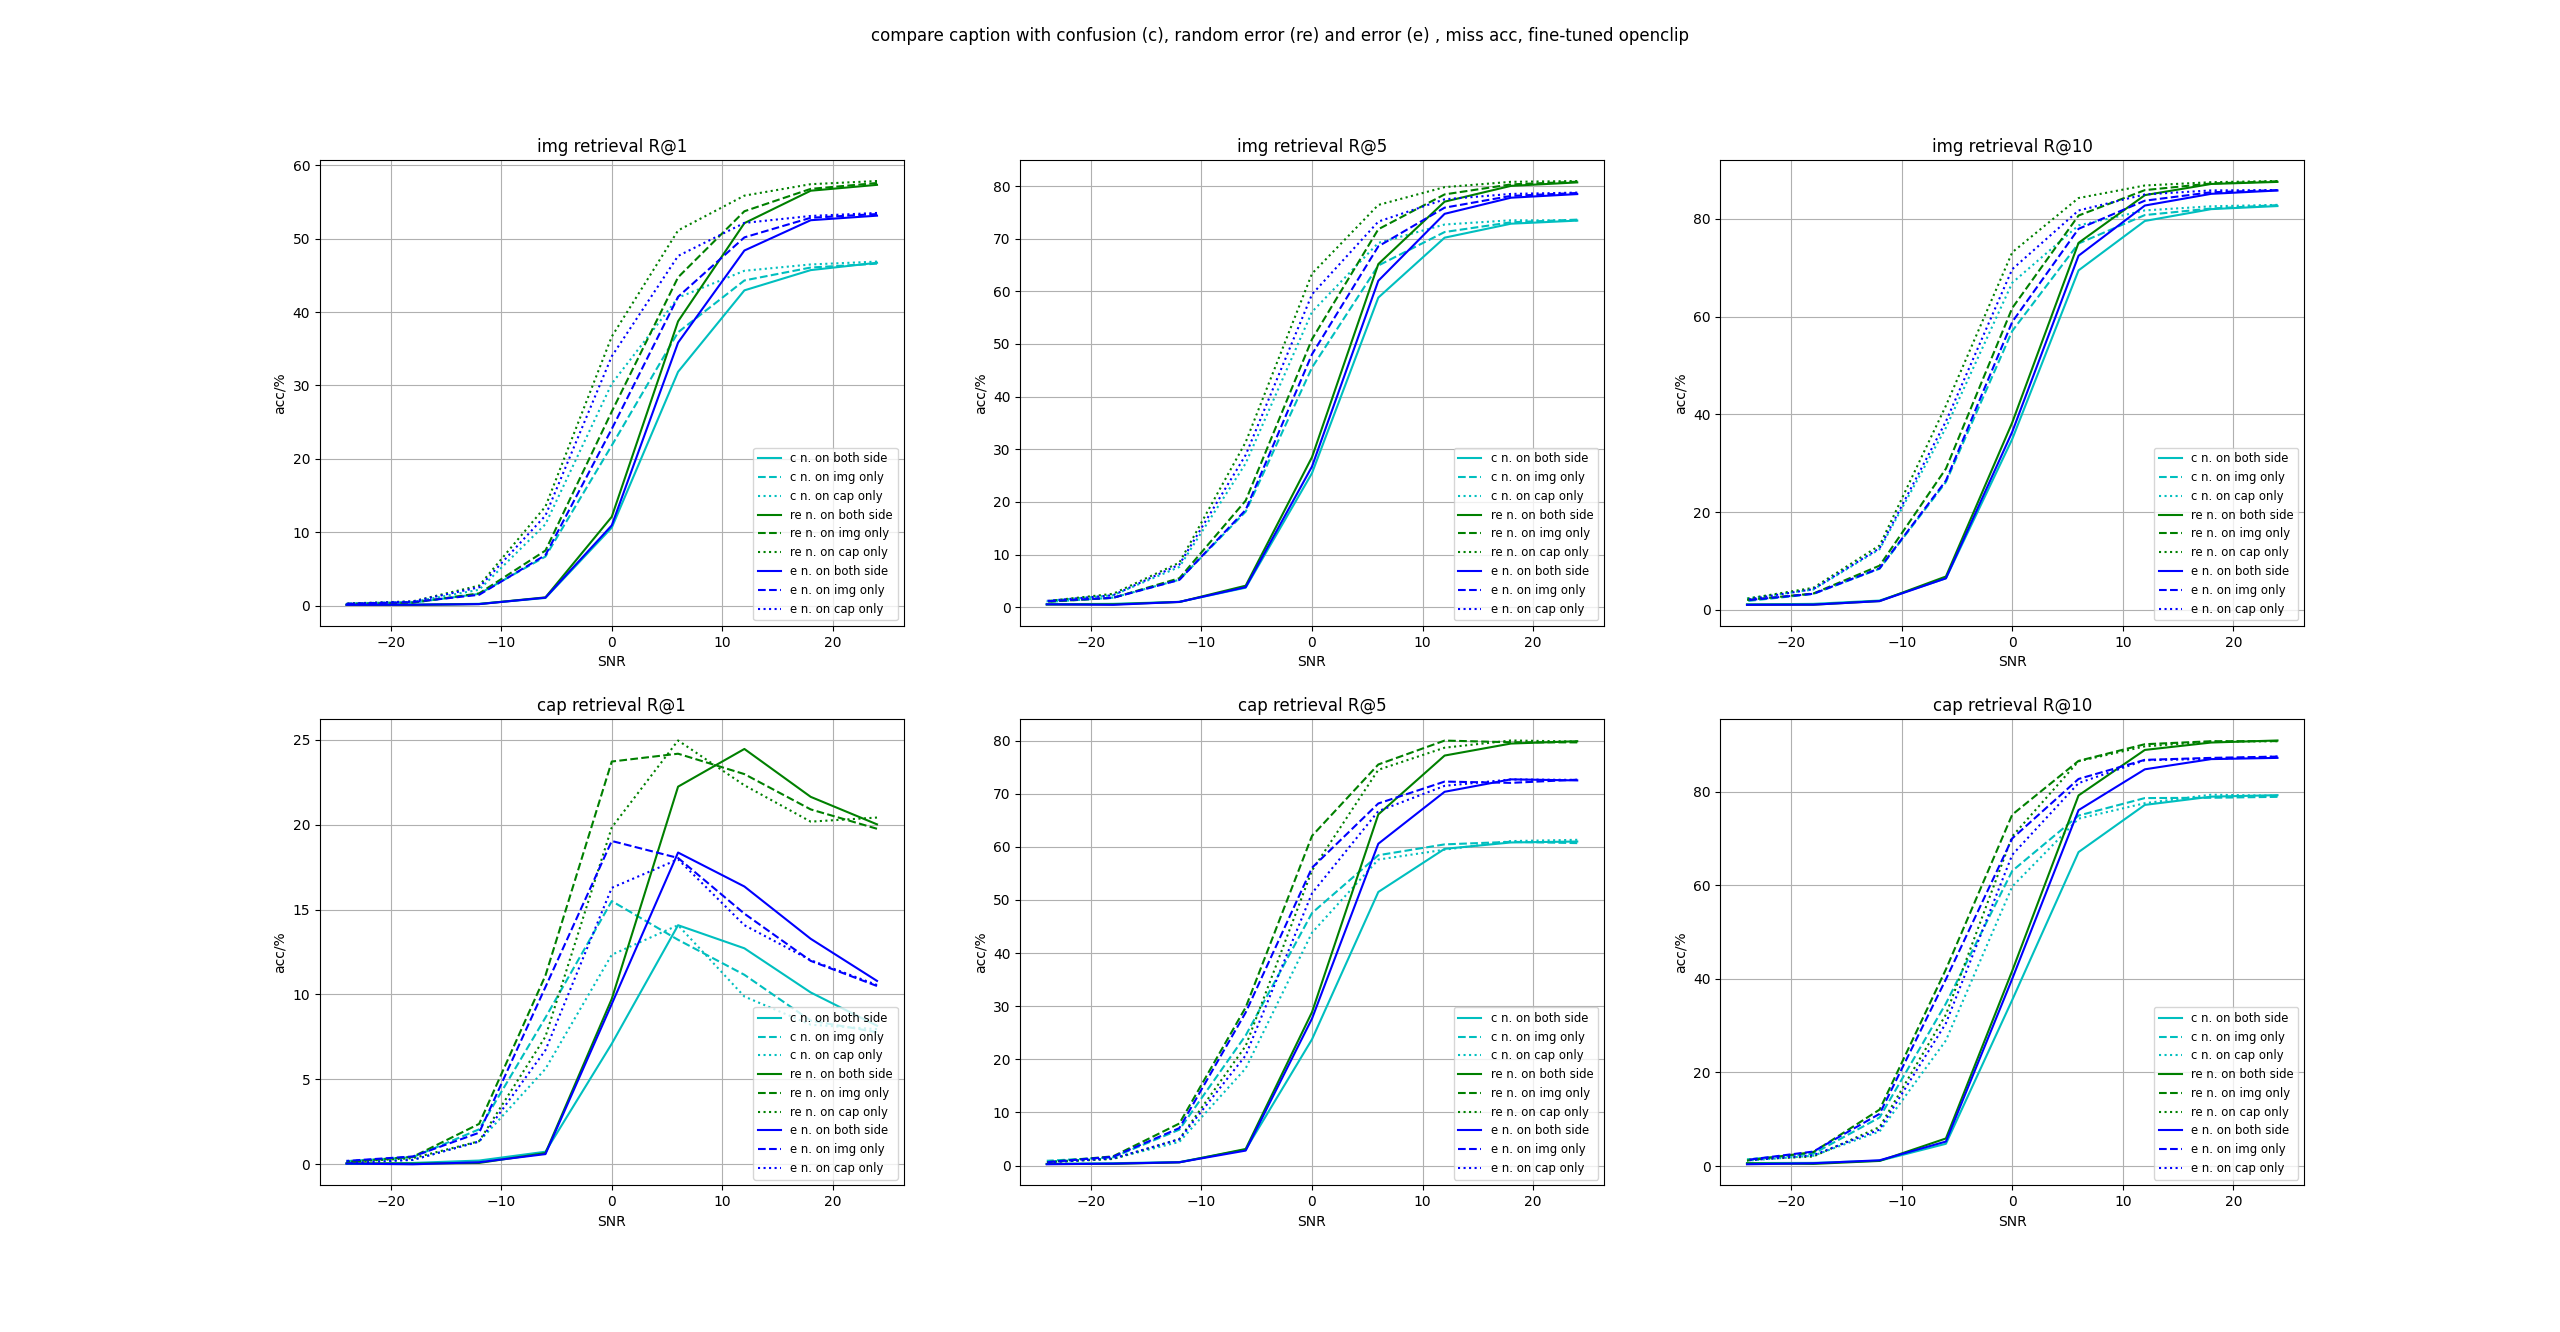 compare caption with confusion (c), random error (re) and error (e) , miss acc, fine-tuned openclip
img retrieval R@1
60
50
40
30
20
10
0
acc/%
−20
−10
0
10
20
SNR
c n. on both side
c n. on img only
c n. on cap only
re n. on both side
re n. on img only
re n. on cap only
e n. on both side
e n. on img only
e n. on cap only
img retrieval R@5
80
70
60
50
40
30
20
10
0
acc/%
−20
−10
0
10
20
SNR
c n. on both side
c n. on img only
c n. on cap only
re n. on both side
re n. on img only
re n. on cap only
e n. on both side
e n. on img only
e n. on cap only
img retrieval R@10
80
60
40
20
0
acc/%
−20
−10
0
10
20
SNR
c n. on both side
c n. on img only
c n. on cap only
re n. on both side
re n. on img only
re n. on cap only
e n. on both side
e n. on img only
e n. on cap only
cap retrieval R@1
25
20
15
10
5
0
acc/%
−20
−10
0
10
20
SNR
c n. on both side
c n. on img only
c n. on cap only
re n. on both side
re n. on img only
re n. on cap only
e n. on both side
e n. on img only
e n. on cap only
cap retrieval R@5
80
70
60
50
40
30
20
10
0
acc/%
−20
−10
0
10
20
SNR
c n. on both side
c n. on img only
c n. on cap only
re n. on both side
re n. on img only
re n. on cap only
e n. on both side
e n. on img only
e n. on cap only
cap retrieval R@10
80
60
40
20
0
acc/%
−20
−10
0
10
20
SNR
c n. on both side
c n. on img only
c n. on cap only
re n. on both side
re n. on img only
re n. on cap only
e n. on both side
e n. on img only
e n. on cap only